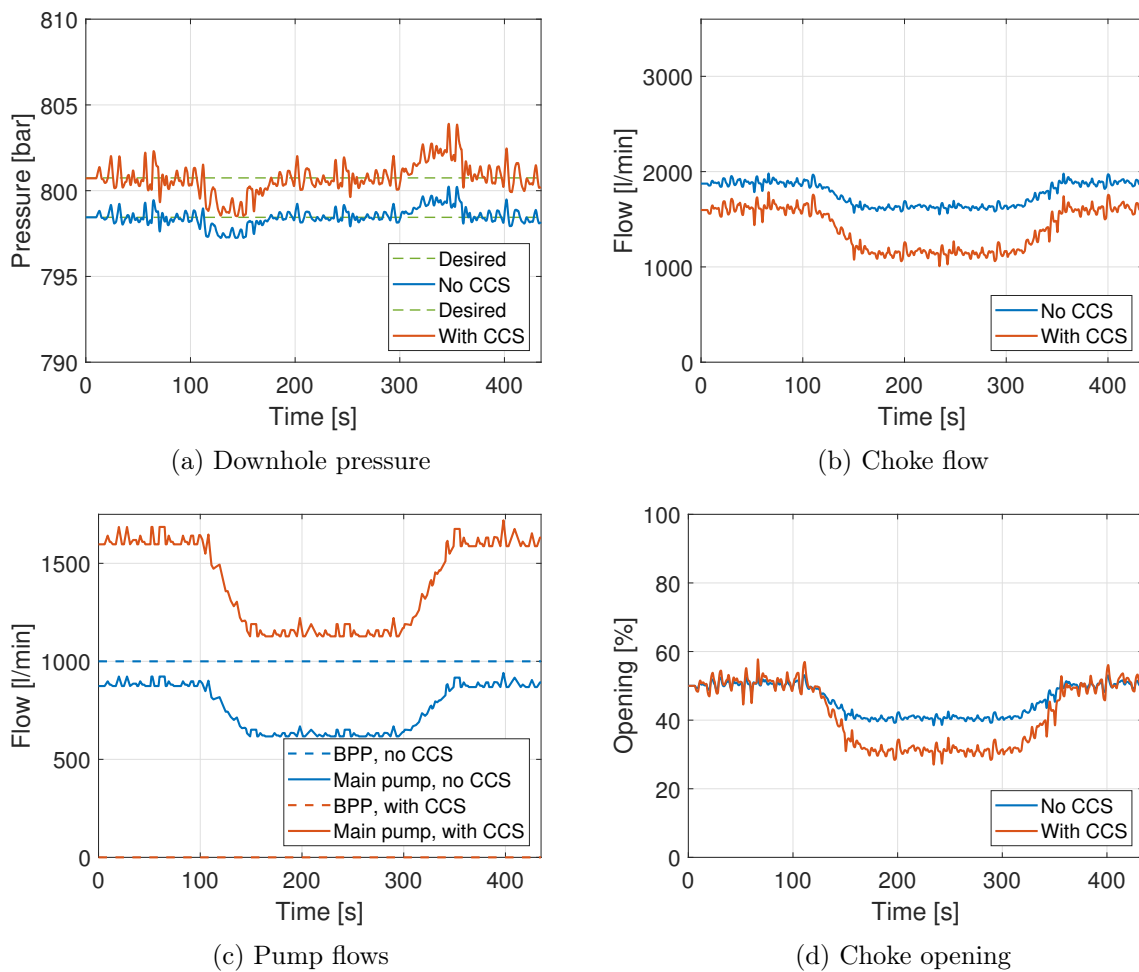 810
805
800
795
790
Pressure [bar]
0 100 200 300 400
Time [s]
Desired
No CCS
Desired
With CCS
(a) Downhole pressure
3000
2000
1000
0
Flow [l/min]
0 100 200 300 400
Time [s]
No CCS
With CCS
(b) Choke flow
1500
1000
500
0
Flow [l/min]
0 100 200 300 400
Time [s]
BPP, no CCS
Main pump, no CCS
BPP, with CCS
Main pump, with CCS
(c) Pump flows
100
80
60
40
20
0
Opening [%]
0 100 200 300 400
Time [s]
No CCS
With CCS
(d) Choke opening